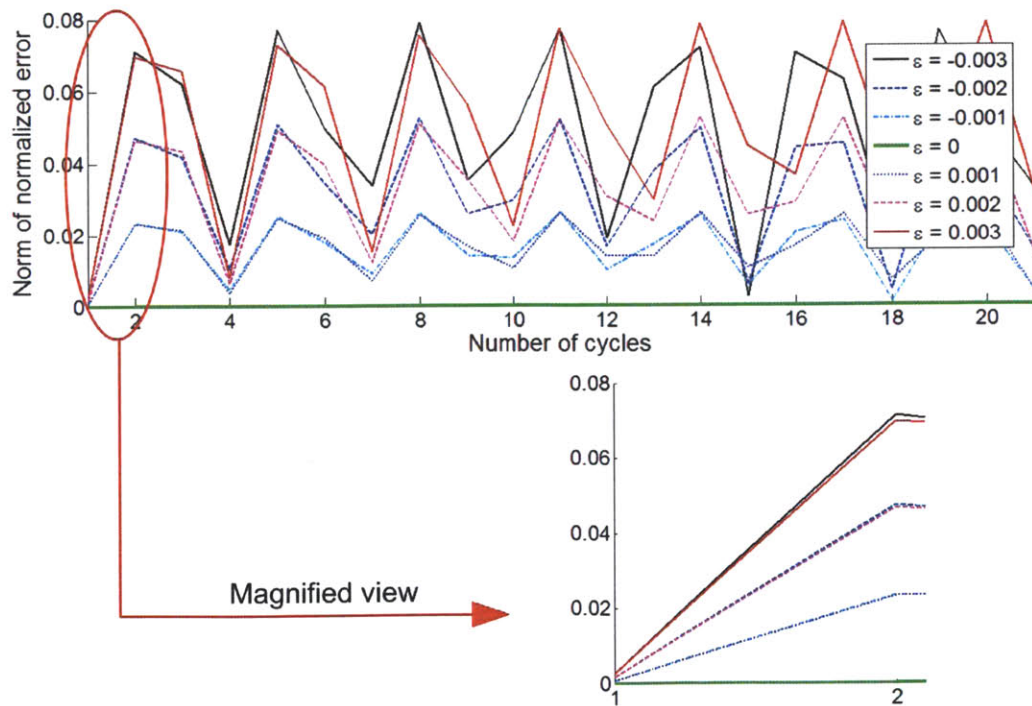 Norm of normalized error
0.08
0.06
0.04
0.02
0
2 4 6 8 10 12 14 16 18 20
Number of cycles
ε = -0.003
ε = -0.002
ε = -0.001
ε = 0
ε = 0.001
ε = 0.002
ε = 0.003
Magnified view
0.08
0.06
0.04
0.02
0
1 2